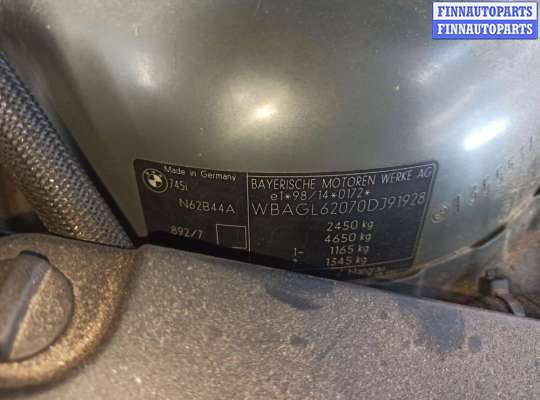 FINNAUTOPARTS
FINNAUTOPARTS
Made in Germany
745i
N62B44A
892/7
BAYERISCHE MOTOREN WERKE AG
e1*98/14*0172*
WBAGL62070DJ91928
2450 kg
4650 kg
1- 1165 kg
1345 kg